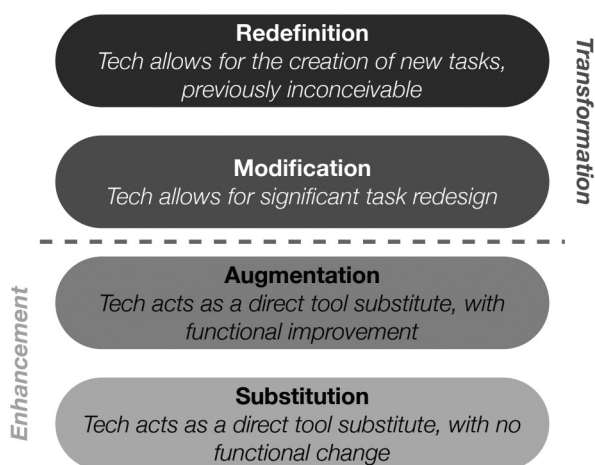 Redefinition
Tech allows for the creation of new tasks,
previously inconceivable
Transformation
Modification
Tech allows for significant task redesign
Augmentation
Tech acts as a direct tool substitute, with
functional improvement
Enhancement
Substitution
Tech acts as a direct tool substitute, with no
functional change